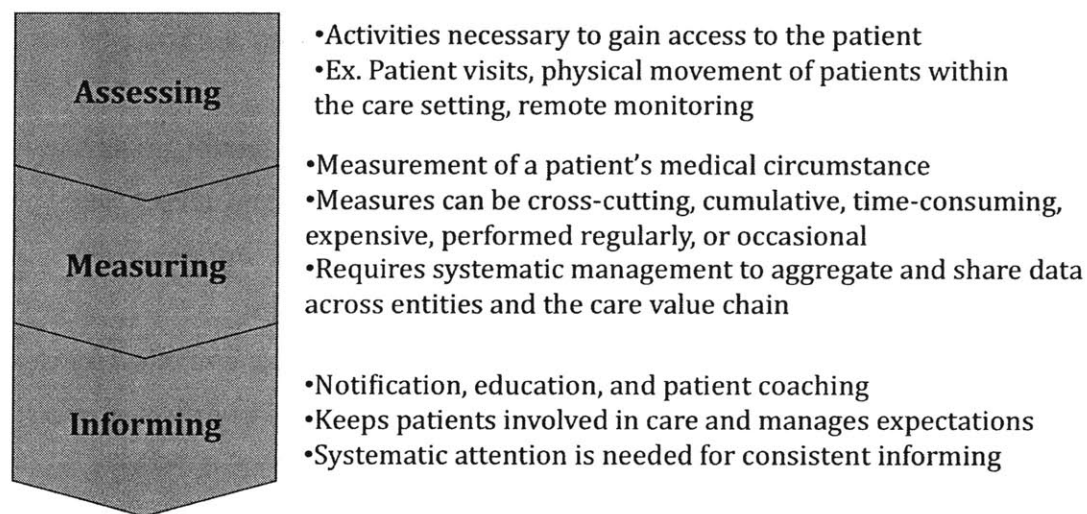 Assessing
•Activities necessary to gain access to the patient
•Ex. Patient visits, physical movement of patients within
the care setting, remote monitoring
Measuring
•Measurement of a patient's medical circumstance
•Measures can be cross-cutting, cumulative, time-consuming,
expensive, performed regularly, or occasional
•Requires systematic management to aggregate and share data
across entities and the care value chain
Informing
•Notification, education, and patient coaching
•Keeps patients involved in care and manages expectations
•Systematic attention is needed for consistent informing